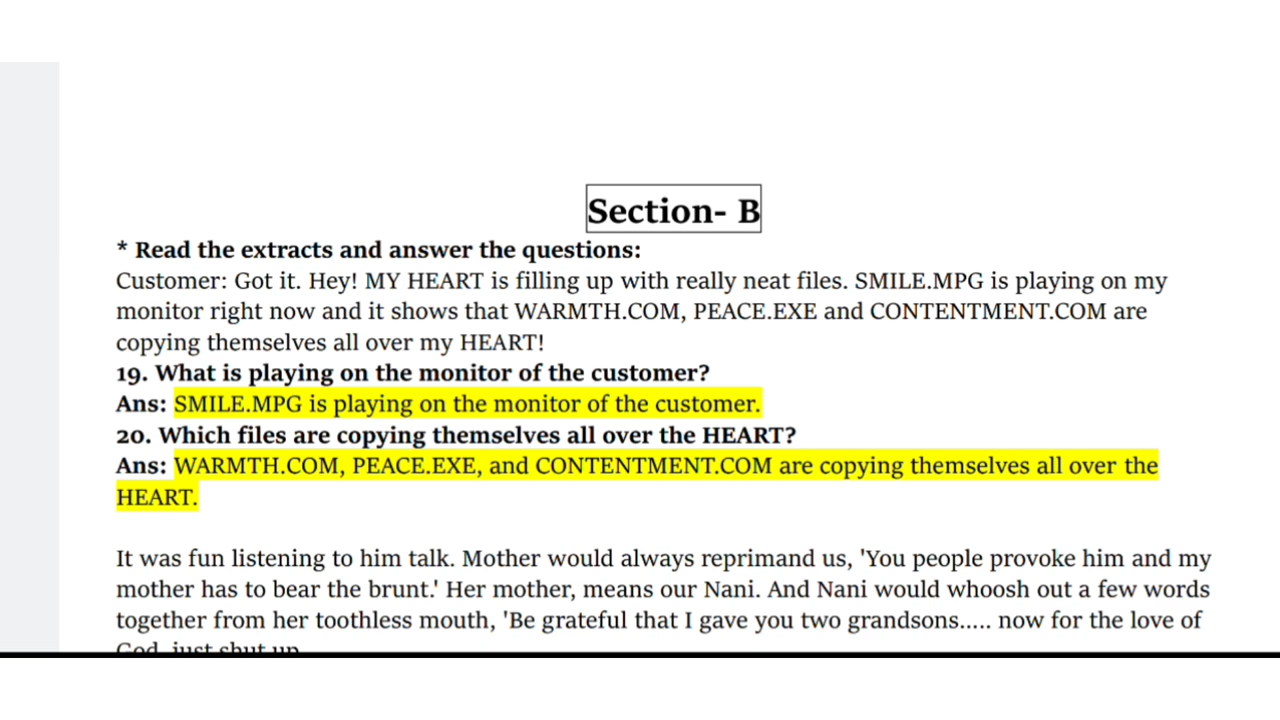 Section- B
* Read the extracts and answer the questions:
Customer: Got it. Hey! MY HEART is filling up with really neat files. SMILE.MPG is playing on my
monitor right now and it shows that WARMTH.COM, PEACE.EXE and CONTENTMENT.COM are
copying themselves all over my HEART!
19. What is playing on the monitor of the customer?
Ans: SMILE.MPG is playing on the monitor of the customer.
20. Which files are copying themselves all over the HEART?
Ans: WARMTH.COM, PEACE.EXE, and CONTENTMENT.COM are copying themselves all over the
HEART.
It was fun listening to him talk. Mother would always reprimand us, 'You people provoke him and my
mother has to bear the brunt.' Her mother, means our Nani. And Nani would whoosh out a few words
together from her toothless mouth, 'Be grateful that I gave you two grandsons..... now for the love of
God, just shut up